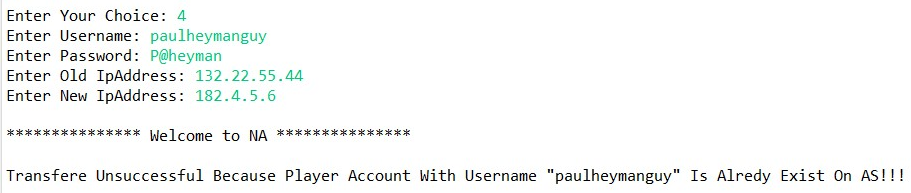 Enter Your Choice: 4
Enter Username: paulheymanguy
Enter Password: P@heyman
Enter Old IpAddress: 132.22.55.44
Enter New IpAddress: 182.4.5.6
*************** Welcome to NA ***************
Transfere Unsuccessful Because Player Account With Username "paulheymanguy" Is Alredy Exist On AS!!!